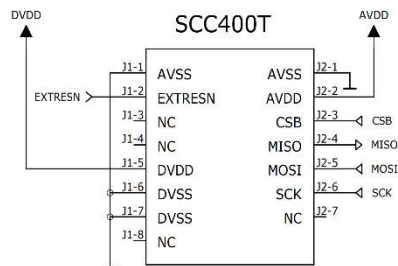 DVDD
SCC400T
AVDD
J1-1 AVSS AVSS J2-1
EXTRESN J1-2 EXTRESN AVDD J2-2
J1-3 NC CSB J2-3 CSB
J1-4 NC MISO J2-4 MISO
J1-5 DVDD MOSI J2-5 MOSI
J1-6 DVSS SCK J2-6 SCK
J1-7 DVSS NC J2-7
J1-8 NC